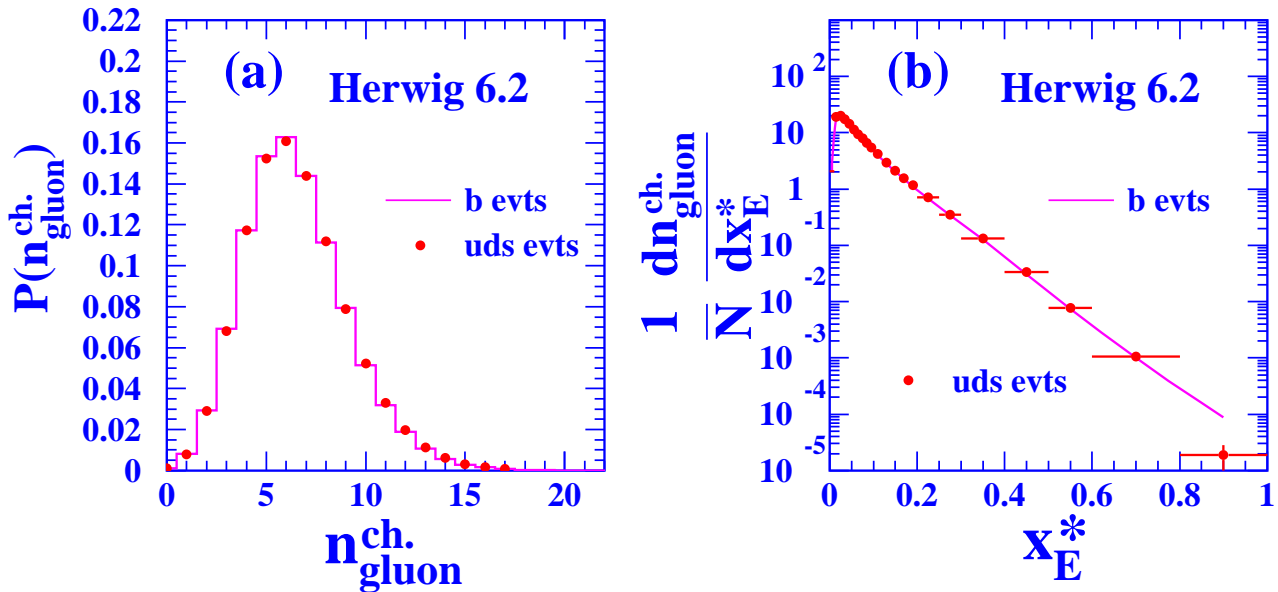 0.22
0.2
0.18
0.16
0.14
0.12
0.1
0.08
0.06
0.04
0.02
0
P(n^{ch.}_{gluon})
(a)
Herwig 6.2
b evts
uds evts
0 5 10 15 20
n^{ch.}_{gluon}
10^2
10
1
10^{-1}
10^{-2}
10^{-3}
10^{-4}
10^{-5}
1/N dn^{ch.}_{gluon}/dx^*_E
(b)
Herwig 6.2
b evts
uds evts
0 0.2 0.4 0.6 0.8 1
x^*_E